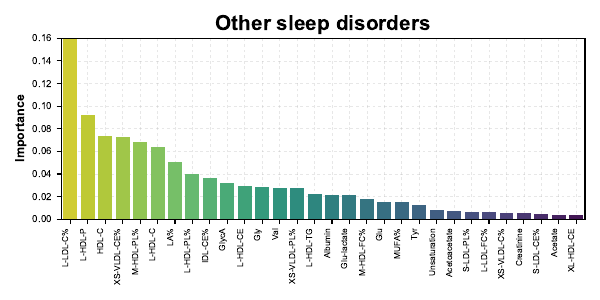 Other sleep disorders
Importance
0.16
0.14
0.12
0.10
0.08
0.06
0.04
0.02
0.00
L-LDL-C%
L-HDL-P
HDL-C
XS-VLDL-CE%
M-HDL-PL%
L-HDL-C
LA%
L-HDL-PL%
IDL-CE%
GlycA
L-HDL-CE
Gly
Val
XS-VLDL-PL%
L-HDL-TG
Albumin
Glu-lactate
M-HDL-FC%
Glu
MUFA%
Tyr
Unsaturation
Acetoacetate
S-LDL-PL%
L-LDL-FC%
XS-VLDL-C%
Creatinine
S-LDL-CE%
Acetate
XL-HDL-CE